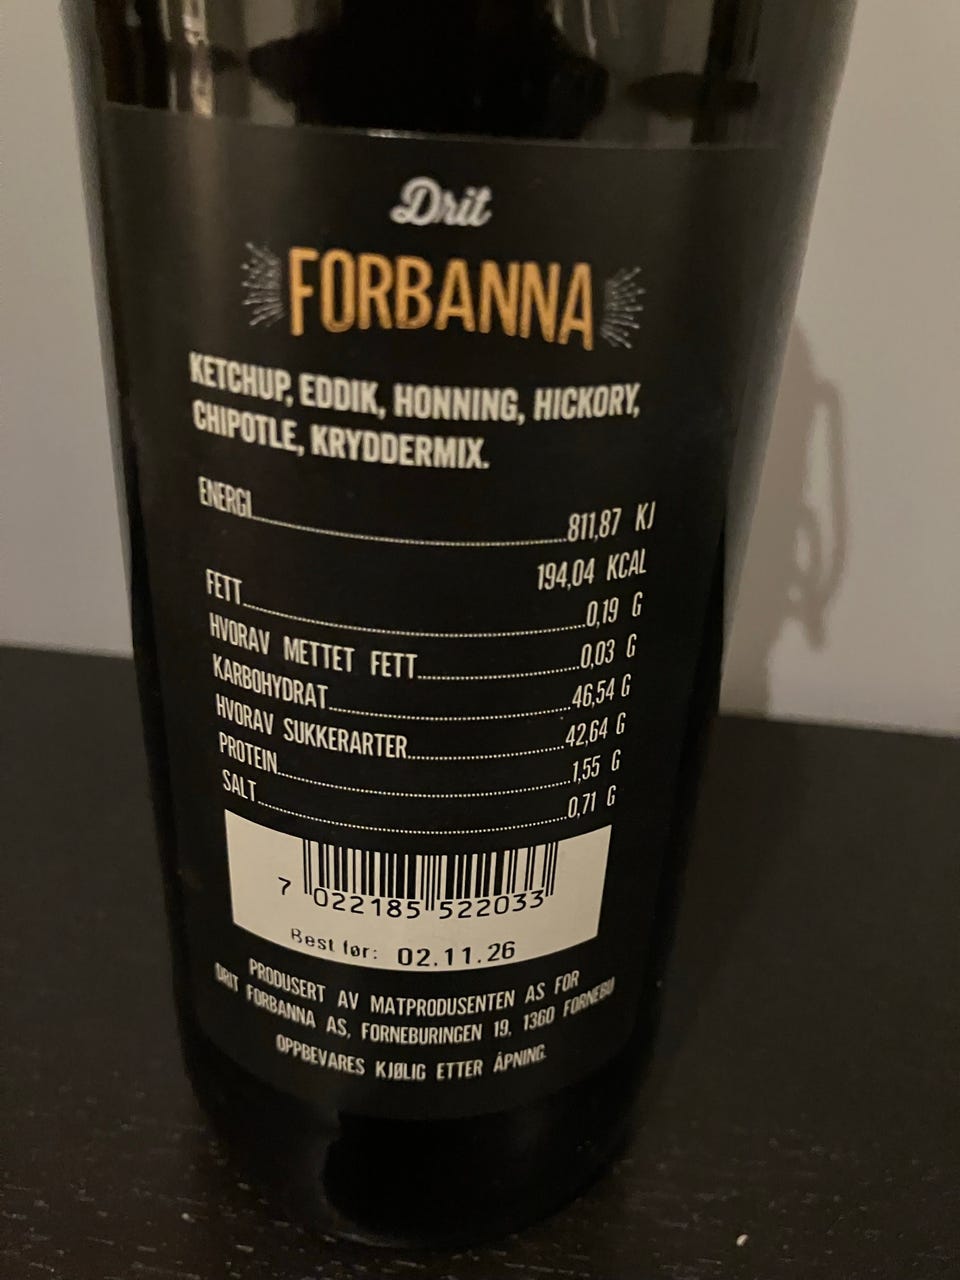 Drit
FORBANNA
KETCHUP, EDDIK, HONNING, HICKORY,
CHIPOTLE, KRYDDERMIX.
ENERGI 811,87 KJ
194,04 KCAL
FETT 0,19 G
HVORAV METTET FETT 0,03 G
KARBOHYDRAT 46,54 G
HVORAV SUKKERARTER 42,64 G
PROTEIN 1,55 G
SALT 0,71 G
7 022185 522033
Best før: 02.11.26
PRODUSERT AV MATPRODUSENTEN AS FOR
DRIT FORBANNA AS, FORNEBURINGEN 19, 1360 FORNEBU
OPPBEVARES KJØLIG ETTER ÅPNING.